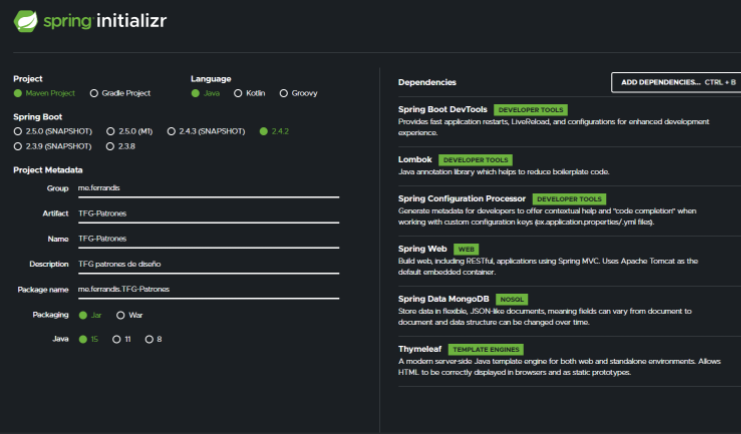 spring initializr
Project
Maven Project Gradle Project
Language
Java Kotlin Groovy
Spring Boot
2.5.0 (SNAPSHOT) 2.5.0 (M1) 2.4.3 (SNAPSHOT) 2.4.2
2.3.9 (SNAPSHOT) 2.3.8
Project Metadata
Group me.ferrandis
Artifact TFG-Patrones
Name TFG-Patrones
Description TFG patrones de diseño
Package name me.ferrandis.TFG-Patrones
Packaging Jar War
Java 15 11 8
Dependencies ADD DEPENDENCIES... CTRL + B
Spring Boot DevTools DEVELOPER TOOLS
Provides fast application restarts, LiveReload, and configurations for enhanced development
experience.
Lombok DEVELOPER TOOLS
Java annotation library which helps to reduce boilerplate code.
Spring Configuration Processor DEVELOPER TOOLS
Generate metadata for developers to offer contextual help and "code completion" when
working with custom configuration keys (ex.application.properties/.yml files).
Spring Web WEB
Build web, including RESTful, applications using Spring MVC. Uses Apache Tomcat as the
default embedded container.
Spring Data MongoDB NOSQL
Store data in flexible, JSON-like documents, meaning fields can vary from document to
document and data structure can be changed over time.
Thymeleaf TEMPLATE ENGINES
A modern server-side Java template engine for both web and standalone environments. Allows
HTML to be correctly displayed in browsers and as static prototypes.